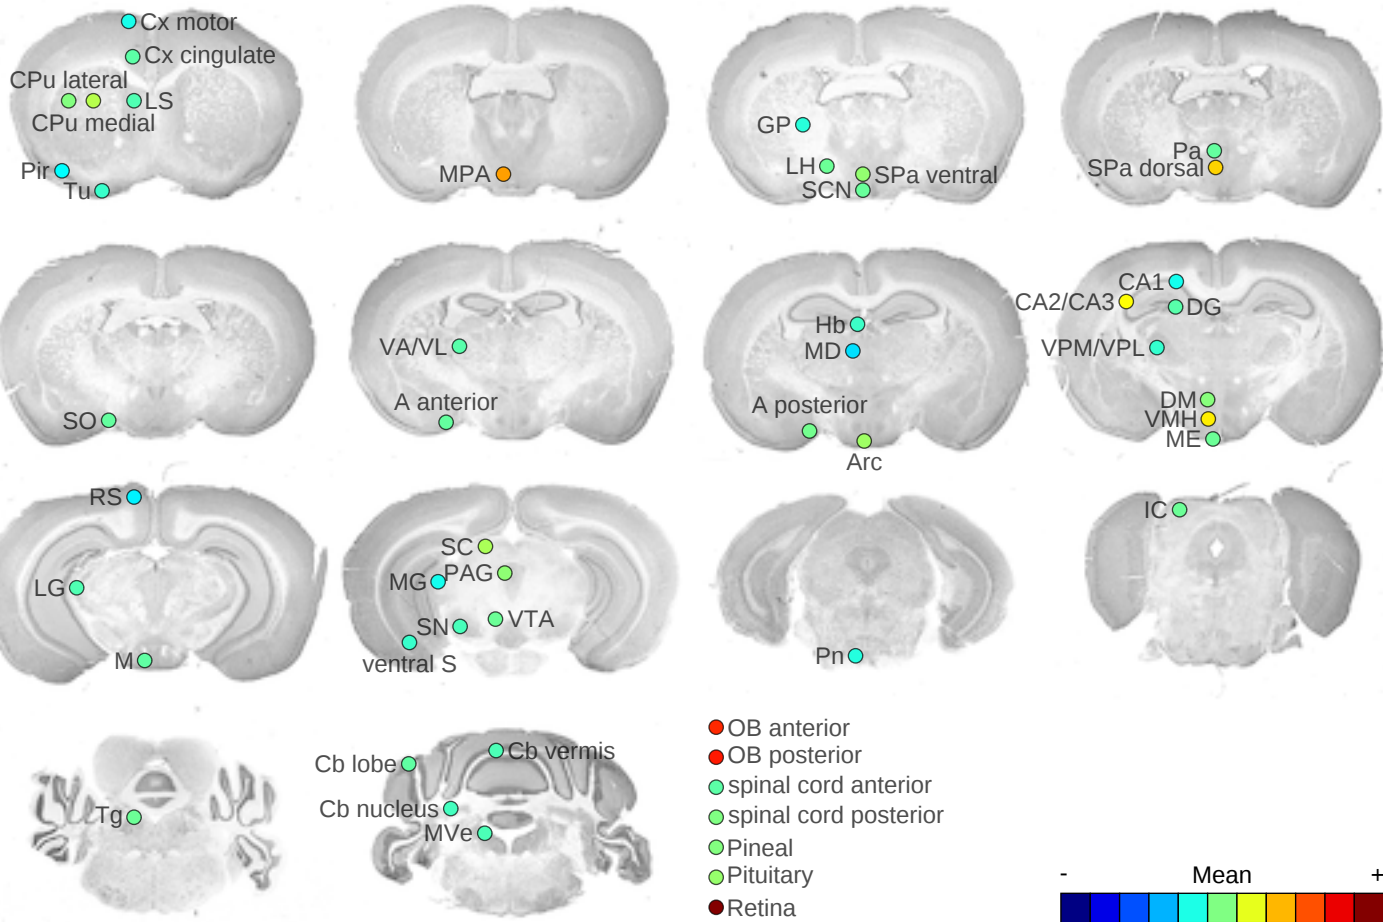 Cx motor
Cx cingulate
CPu lateral
LS
CPu medial
Pir
Tu
MPA
GP
LH
SPa ventral
SCN
Pa
SPa dorsal
SO
VA/VL
A anterior
Hb
MD
A posterior
Arc
CA1
CA2/CA3
DG
VPM/VPL
DM
VMH
ME
RS
LG
M
SC
MG
PAG
SN
VTA
ventral S
Pn
IC
Tg
Cb lobe
Cb vermis
Cb nucleus
MVe
OB anterior
OB posterior
spinal cord anterior
spinal cord posterior
Pineal
Pituitary
Retina
- Mean +